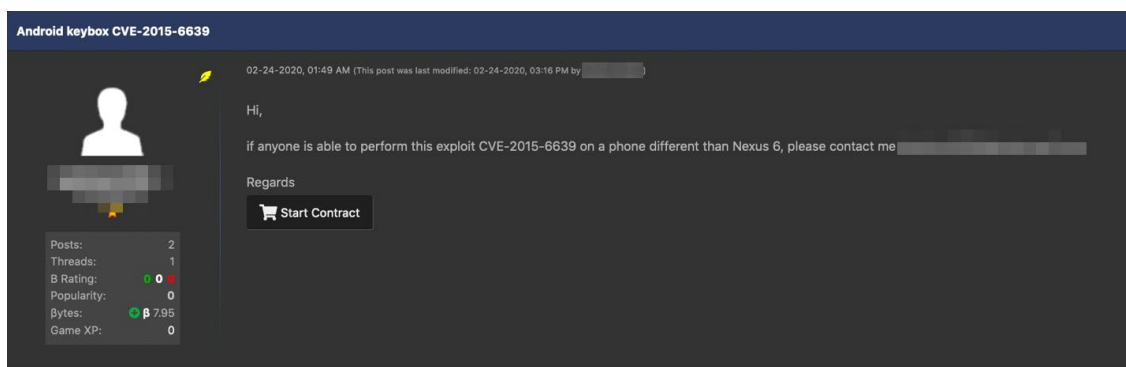 Android keybox CVE-2015-6639
02-24-2020, 01:49 AM (This post was last modified: 02-24-2020, 03:16 PM by )
Hi,
if anyone is able to perform this exploit CVE-2015-6639 on a phone different than Nexus 6, please contact me
Regards
Start Contract
Posts: 2
Threads: 1
B Rating: 0 0 0
Popularity: 0
βytes: β 7.95
Game XP: 0